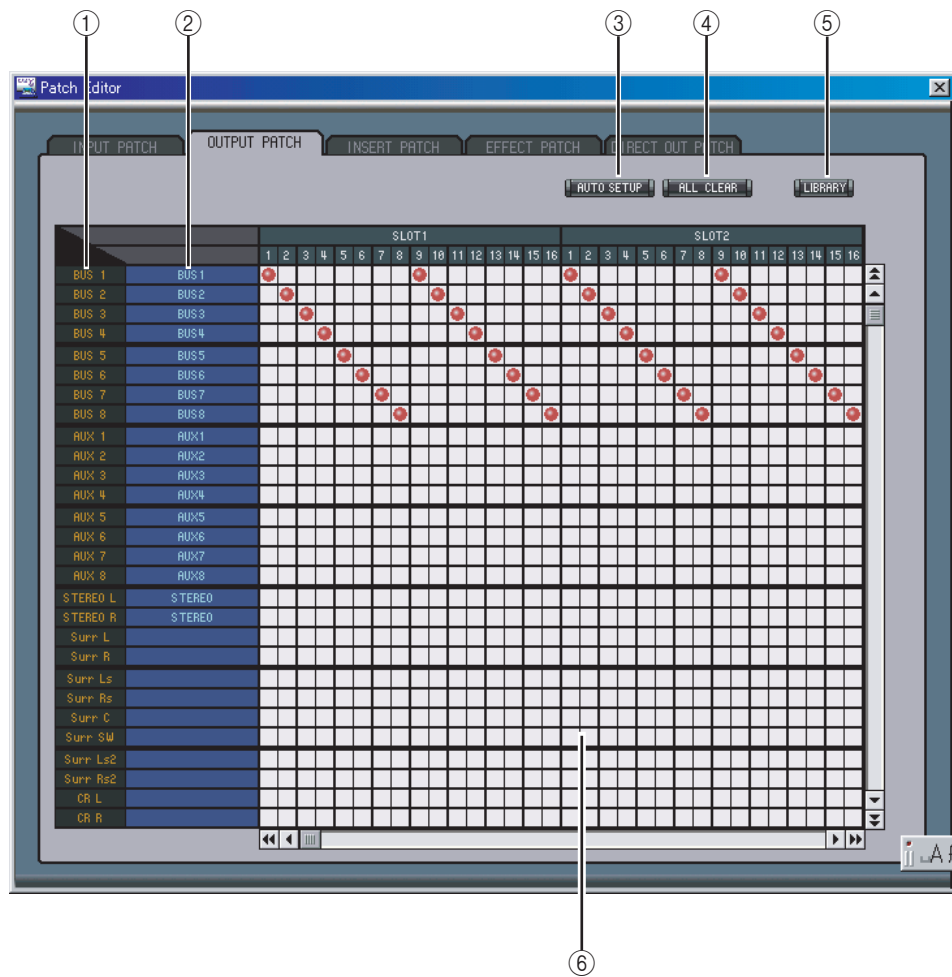 ① ② ③ ④ ⑤
Patch Editor
INPUT PATCH OUTPUT PATCH INSERT PATCH EFFECT PATCH DIRECT OUT PATCH
AUTO SETUP ALL CLEAR LIBRARY
SLOT1 SLOT2
1 2 3 4 5 6 7 8 9 10 11 12 13 14 15 16 1 2 3 4 5 6 7 8 9 10 11 12 13 14 15 16
BUS 1 BUS1
BUS 2 BUS2
BUS 3 BUS3
BUS 4 BUS4
BUS 5 BUS5
BUS 6 BUS6
BUS 7 BUS7
BUS 8 BUS8
AUX 1 AUX1
AUX 2 AUX2
AUX 3 AUX3
AUX 4 AUX4
AUX 5 AUX5
AUX 6 AUX6
AUX 7 AUX7
AUX 8 AUX8
STEREO L STEREO
STEREO R STEREO
Surr L
Surr R
Surr Ls
Surr Rs
Surr C
Surr SW
Surr Ls2
Surr Rs2
CR L
CR R
⑥